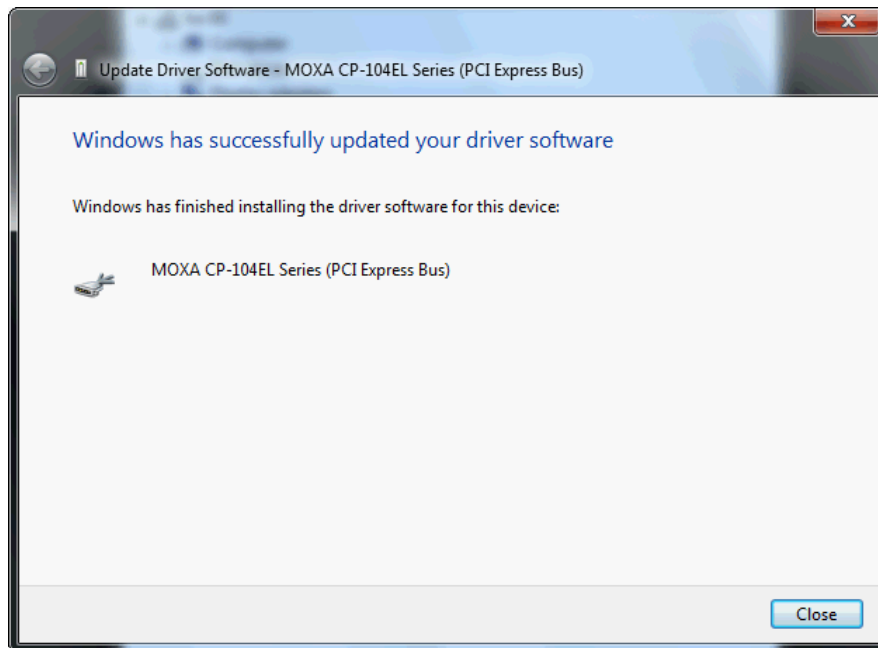 Update Driver Software - MOXA CP-104EL Series (PCI Express Bus)
Windows has successfully updated your driver software
Windows has finished installing the driver software for this device:
MOXA CP-104EL Series (PCI Express Bus)
Close